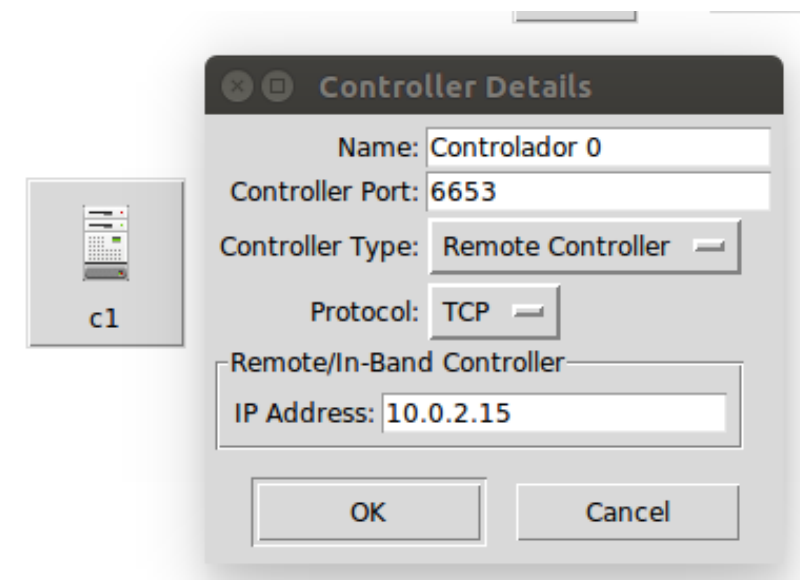 Controller Details
Name: Controlador 0
Controller Port: 6653
Controller Type: Remote Controller
Protocol: TCP
Remote/In-Band Controller
IP Address: 10.0.2.15
OK Cancel
c1